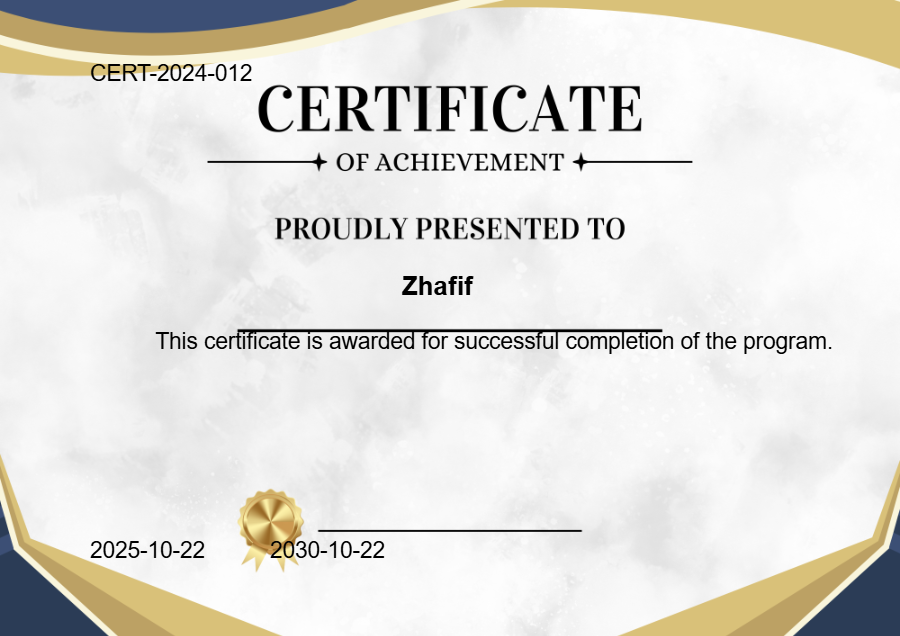 CERT-2024-012
CERTIFICATE
OF ACHIEVEMENT
PROUDLY PRESENTED TO
Zhafif
This certificate is awarded for successful completion of the program.
2025-10-22 2030-10-22